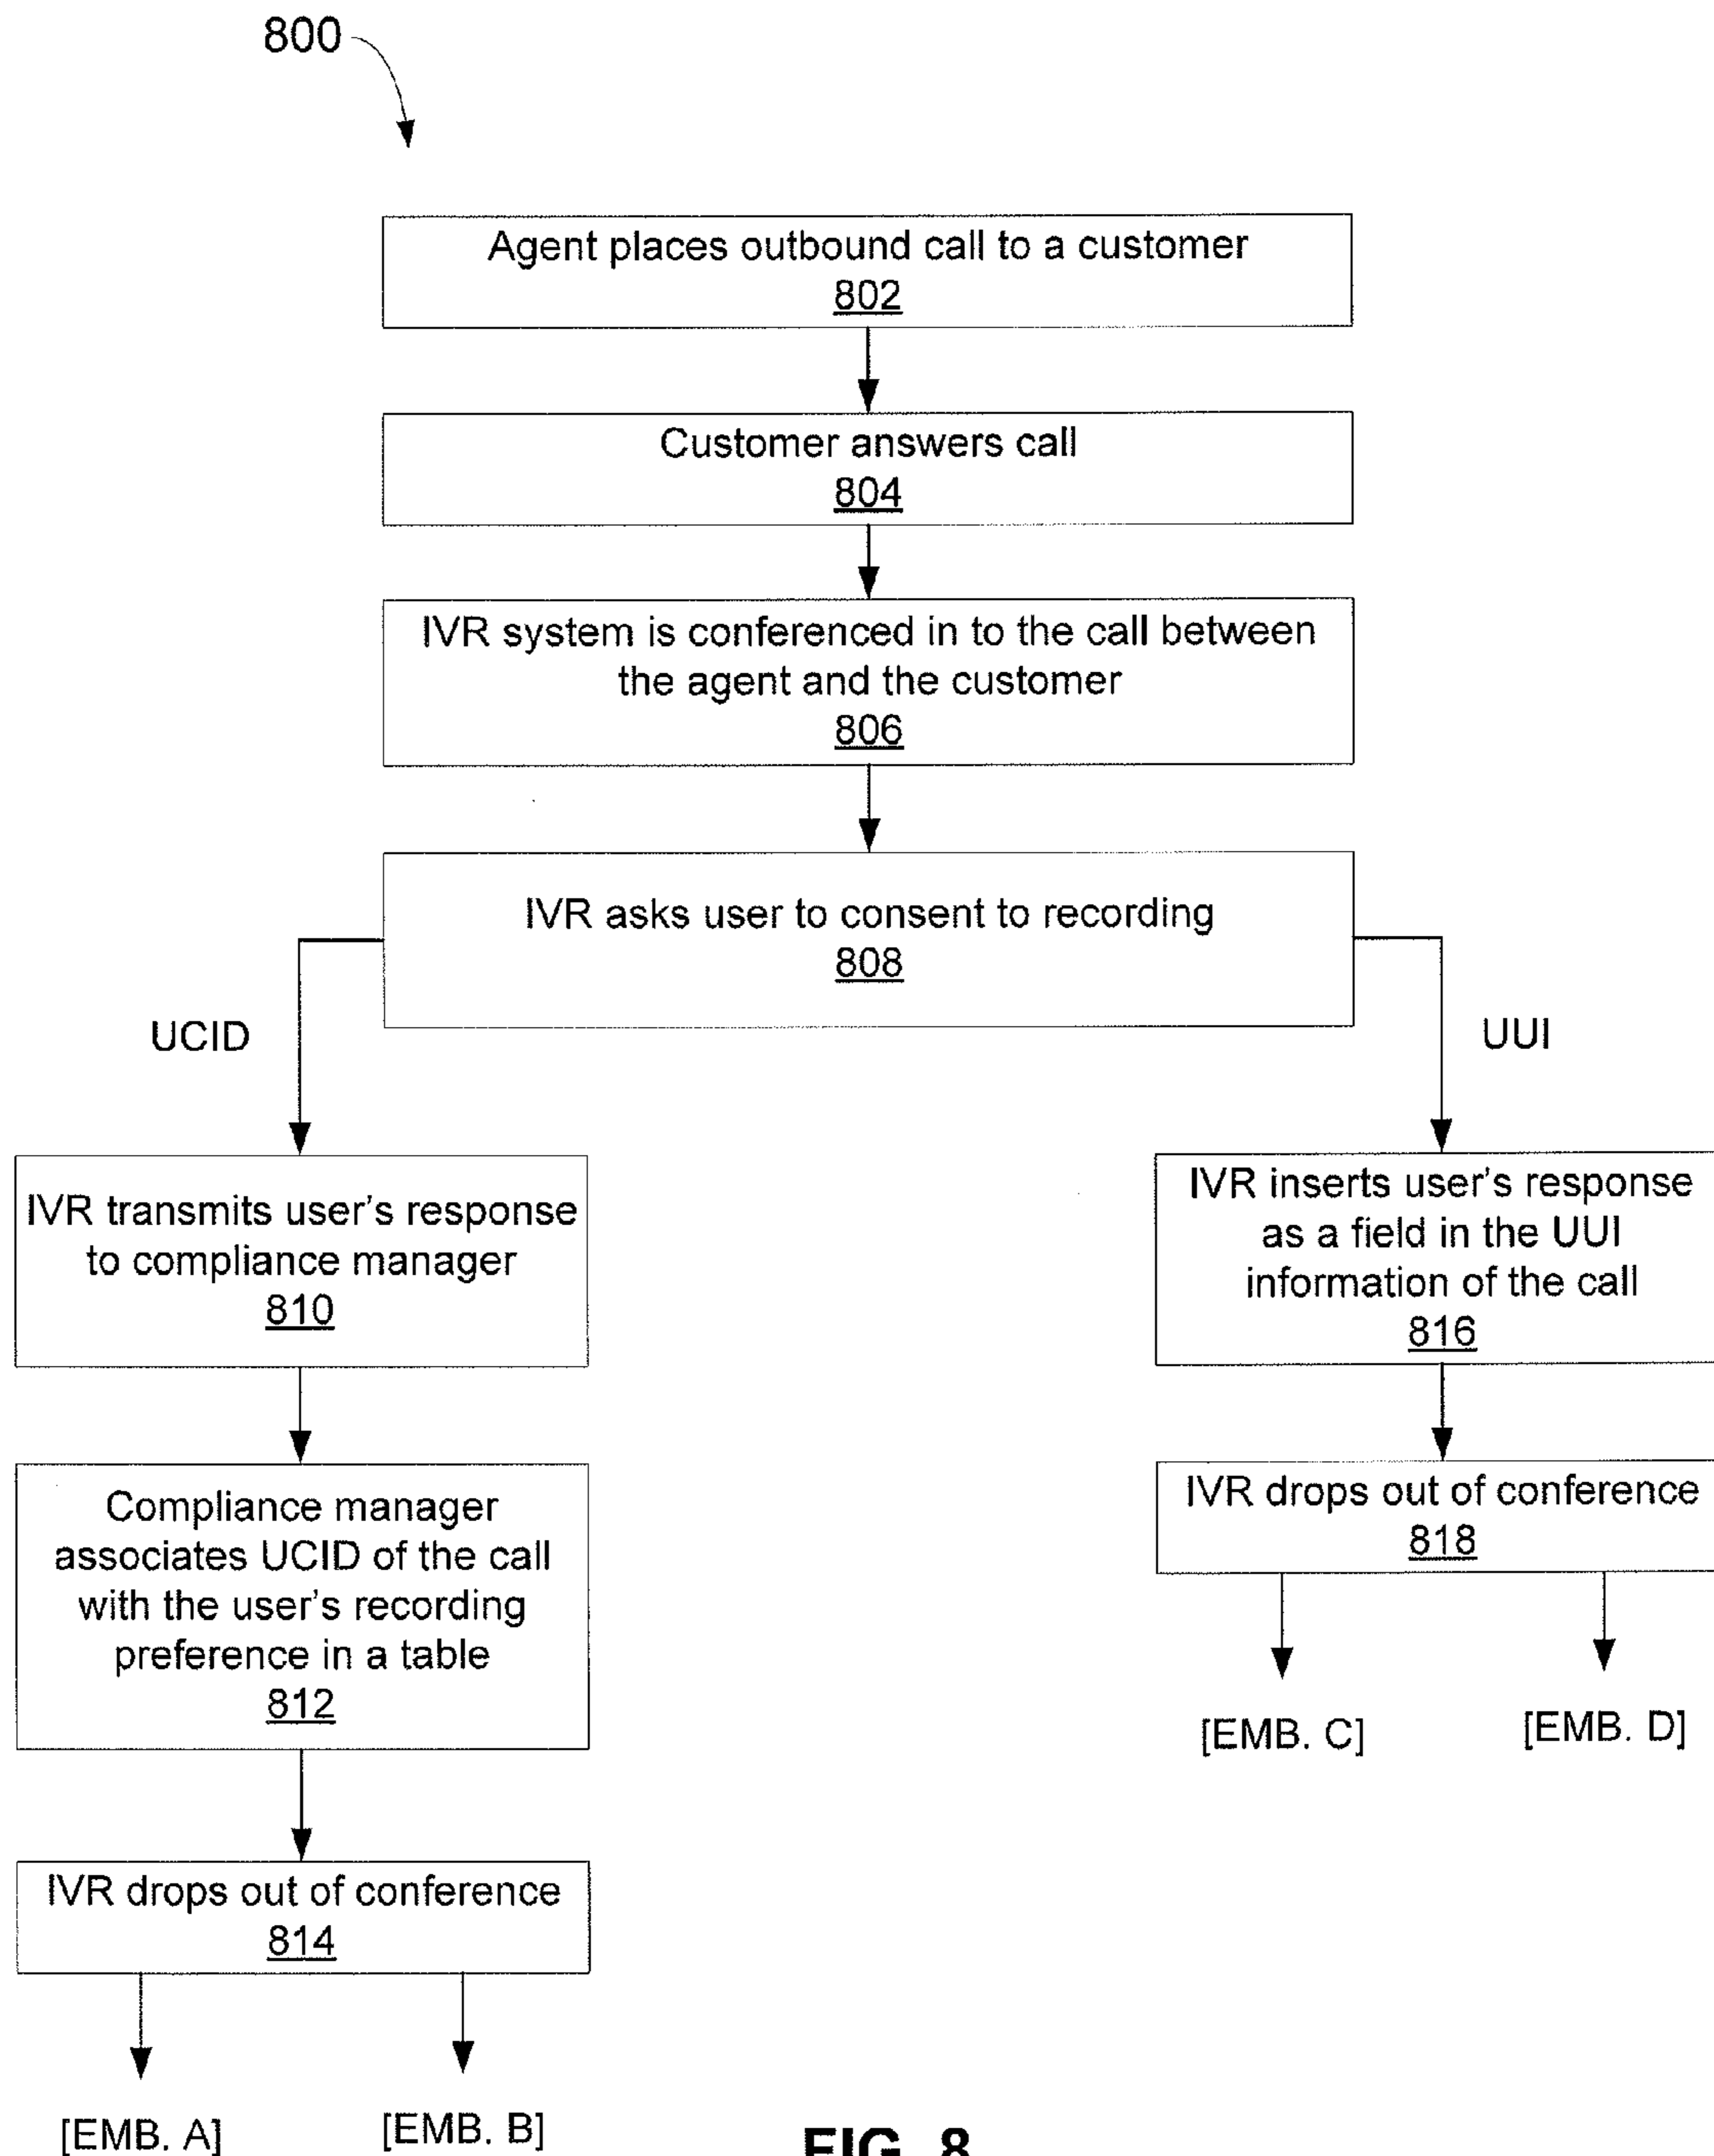 800
Agent places outbound call to a customer
802
Customer answers call
804
IVR system is conferenced in to the call between
the agent and the customer
806
IVR asks user to consent to recording
808
UCID
UUI
IVR transmits user's response
to compliance manager
810
Compliance manager
associates UCID of the call
with the user's recording
preference in a table
812
IVR drops out of conference
814
[EMB. A]
[EMB. B]
IVR inserts user's response
as a field in the UUI
information of the call
816
IVR drops out of conference
818
[EMB. C]
[EMB. D]
FIG. 8